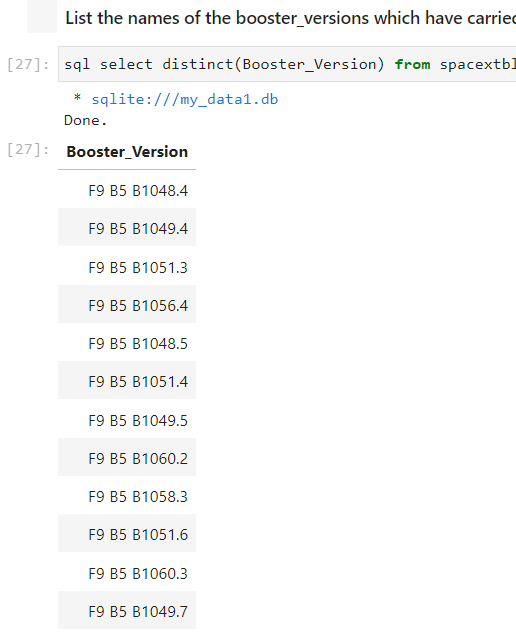 List the names of the booster_versions which have carried
[27]: sql select distinct(Booster_Version) from spacextbl
* sqlite:///my_data1.db
Done.
[27]: Booster_Version
F9 B5 B1048.4
F9 B5 B1049.4
F9 B5 B1051.3
F9 B5 B1056.4
F9 B5 B1048.5
F9 B5 B1051.4
F9 B5 B1049.5
F9 B5 B1060.2
F9 B5 B1058.3
F9 B5 B1051.6
F9 B5 B1060.3
F9 B5 B1049.7